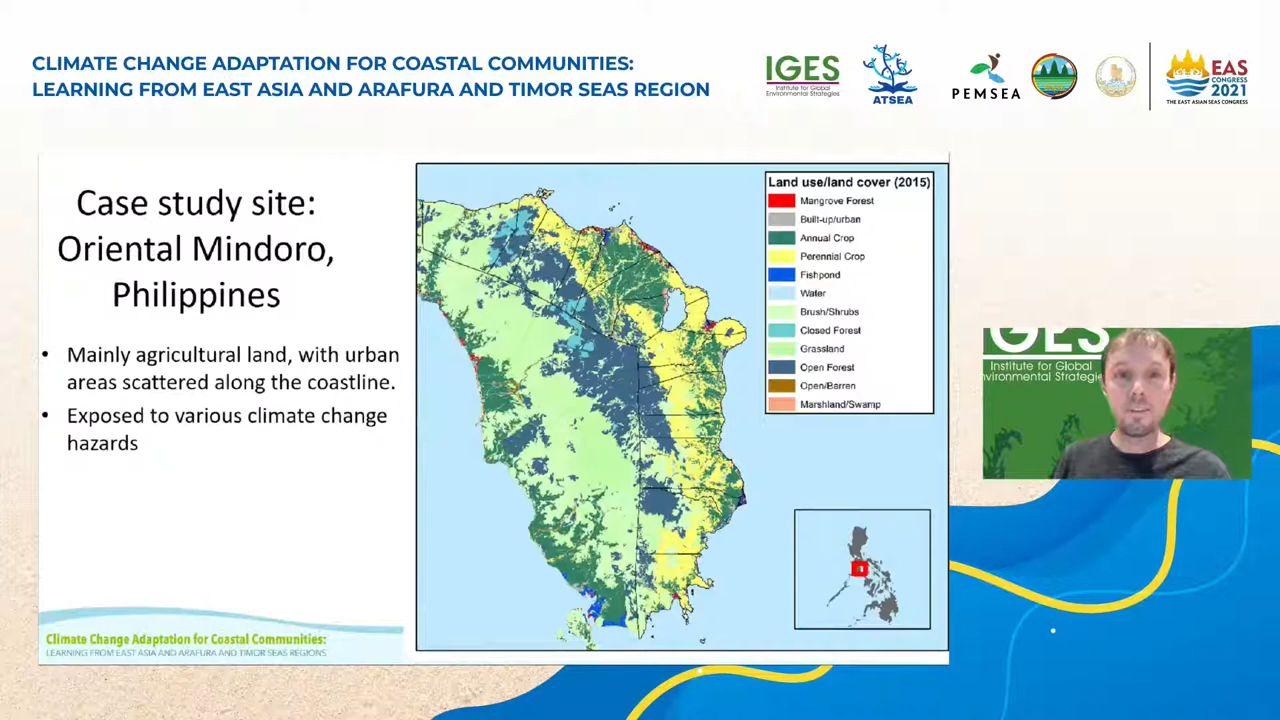 CLIMATE CHANGE ADAPTATION FOR COASTAL COMMUNITIES:
LEARNING FROM EAST ASIA AND ARAFURA AND TIMOR SEAS REGION
IGES
Institute for Global
Environmental Strategies
ATSEA
PEMSEA
EAS
CONGRESS
2021
THE EAST ASIAN SEAS CONGRESS
Case study site:
Oriental Mindoro,
Philippines
• Mainly agricultural land, with urban
areas scattered along the coastline.
• Exposed to various climate change
hazards
Land use/land cover (2015)
Mangrove Forest
Built-up/urban
Annual Crop
Perennial Crop
Fishpond
Water
Brush/Shrubs
Closed Forest
Grassland
Open Forest
Open/Barren
Marshland/Swamp
IGES
Institute for Global
nvironmental Strategie
Climate Change Adaptation for Coastal Communities:
LEARNING FROM EAST ASIA AND ARAFURA AND TIMOR SEAS REGIONS